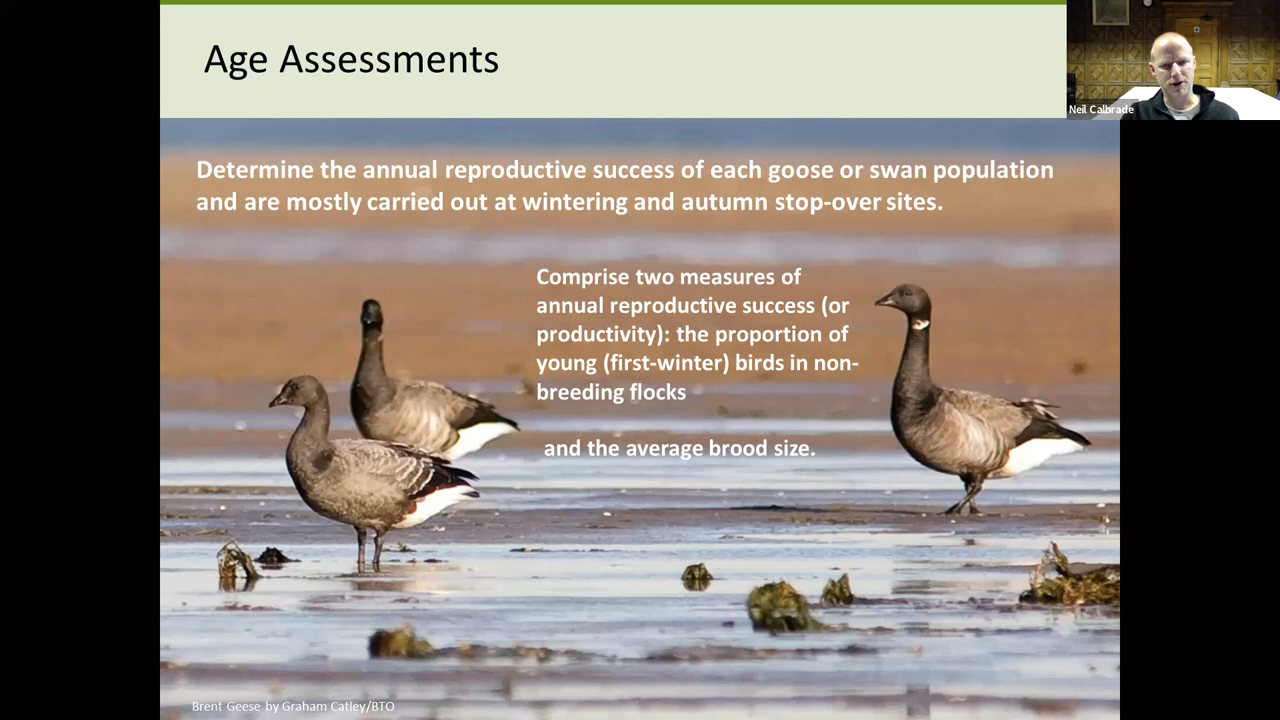 Age Assessments
Neil Calbrade
Determine the annual reproductive success of each goose or swan population
and are mostly carried out at wintering and autumn stop-over sites.
Comprise two measures of
annual reproductive success (or
productivity): the proportion of
young (first-winter) birds in non-
breeding flocks
and the average brood size.
Brent Geese by Graham Catley/BTO